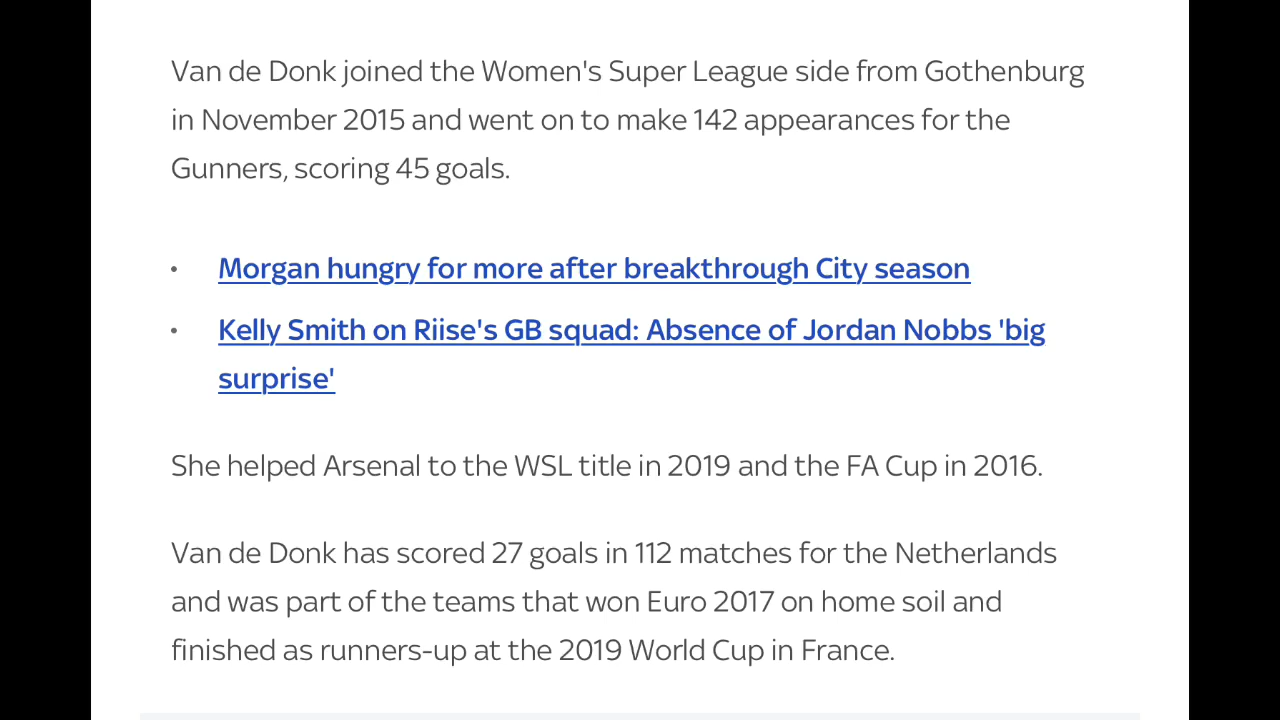 Van de Donk joined the Women's Super League side from Gothenburg
in November 2015 and went on to make 142 appearances for the
Gunners, scoring 45 goals.
• Morgan hungry for more after breakthrough City season
• Kelly Smith on Riise's GB squad: Absence of Jordan Nobbs 'big
surprise'
She helped Arsenal to the WSL title in 2019 and the FA Cup in 2016.
Van de Donk has scored 27 goals in 112 matches for the Netherlands
and was part of the teams that won Euro 2017 on home soil and
finished as runners-up at the 2019 World Cup in France.